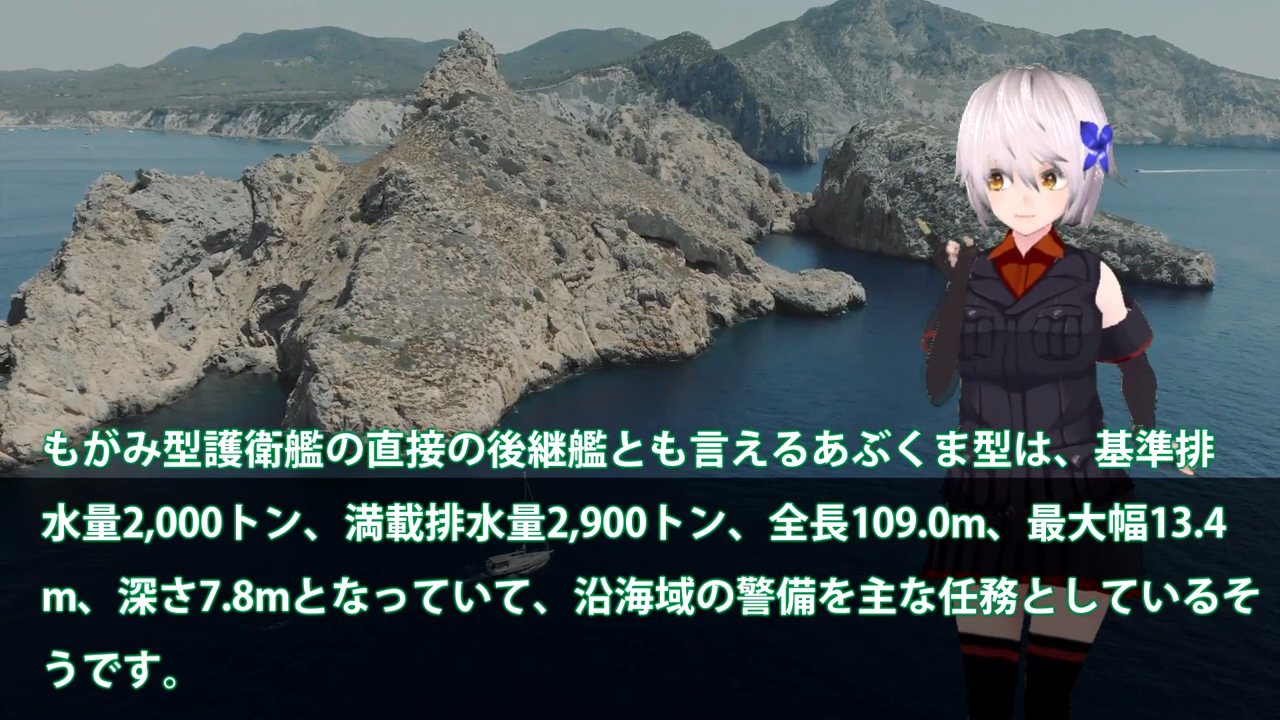 もがみ型護衛艦の直接の後継艦とも言えるあぶくま型は、基準排
水量2,000トン、満載排水量2,900トン、全長109.0m、最大幅13.4
m、深さ7.8mとなっていて、沿海域の警備を主な任務としているそ
うです。